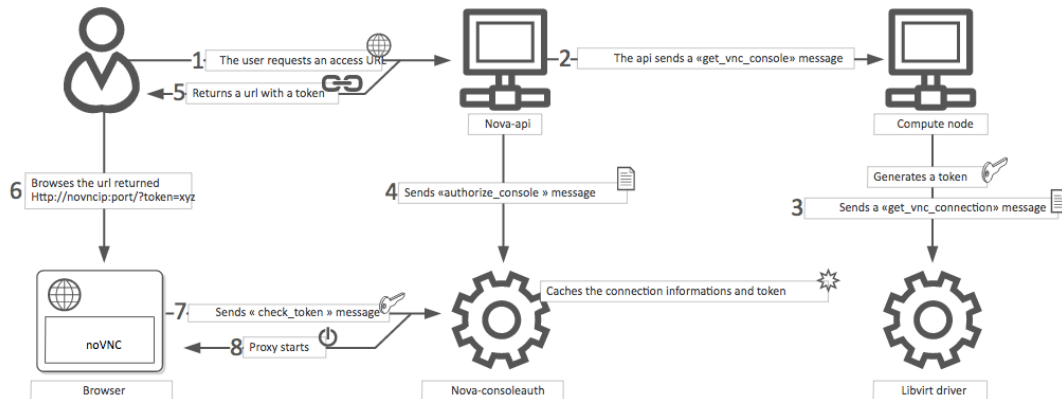 1
The user requests an access URL
2
The api sends a «get_vnc_console» message
5
Returns a url with a token
Nova-api
Compute node
6
Browses the url returned
Http://novncip:port/?token=xyz
4
Sends «authorize_console » message
Generates a token
3
Sends a «get_vnc_connection» message
Caches the connection informations and token
7
Sends « check_token » message
8
Proxy starts
noVNC
Browser
Nova-consoleauth
Libvirt driver